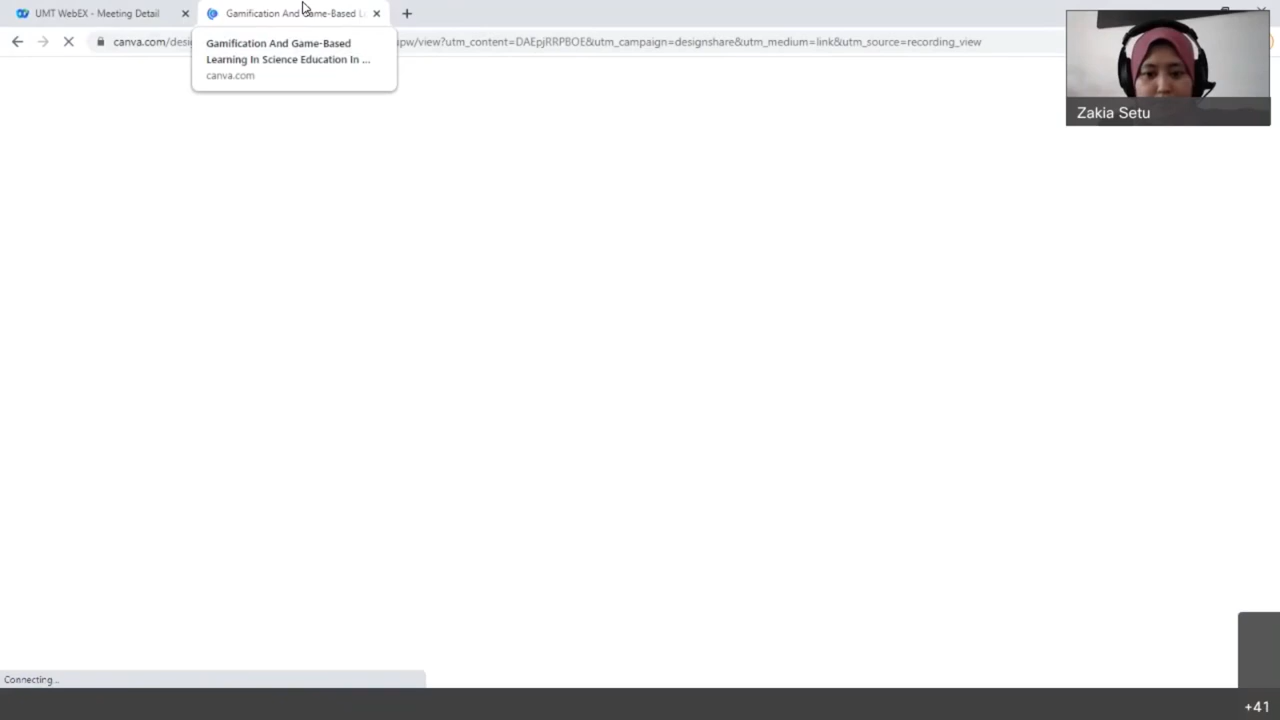 UMT WebEX - Meeting Detail
Gamification And Game-Based L
canva.com/desi
pw/view?utm_content=DAEpjRRPBOE&utm_campaign=designshare&utm_medium=link&utm_source=recording_view
Gamification And Game-Based
Learning In Science Education In ...
canva.com
Zakia Setu
Connecting...
+41